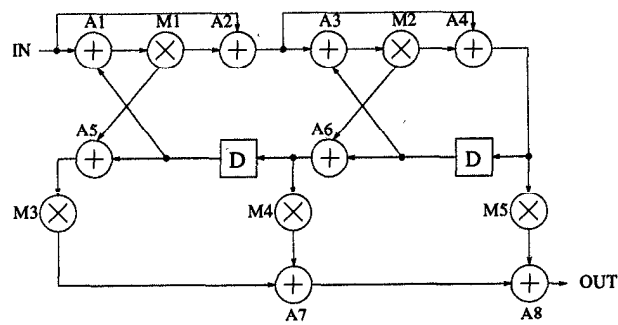 A1 M1 A2 A3 M2 A4
IN
A5 A6
D D
M3 M4 M5
OUT
A7 A8